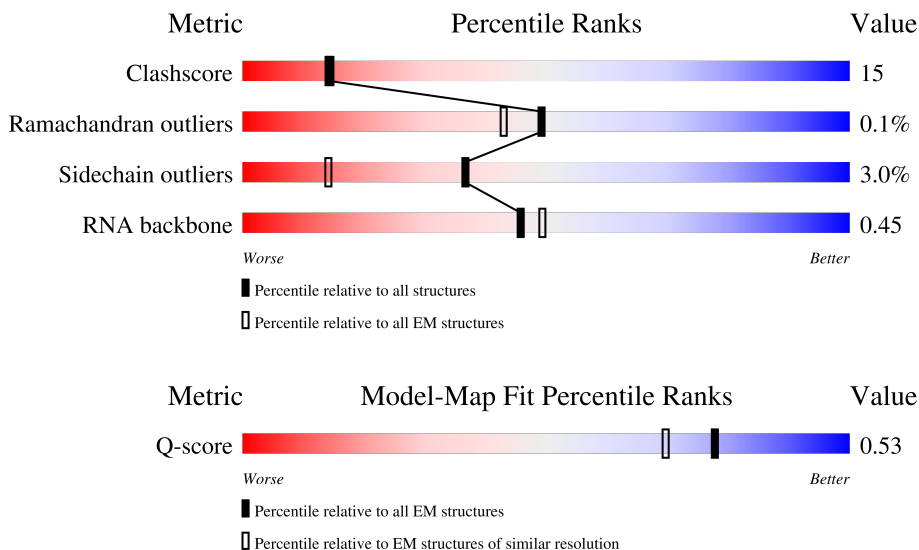 Metric Percentile Ranks Value
Clashscore 15
Ramachandran outliers 0.1%
Sidechain outliers 3.0%
RNA backbone 0.45
Worse Better
Percentile relative to all structures
Percentile relative to all EM structures
Metric Model-Map Fit Percentile Ranks Value
Q-score 0.53
Worse Better
Percentile relative to all EM structures
Percentile relative to EM structures of similar resolution